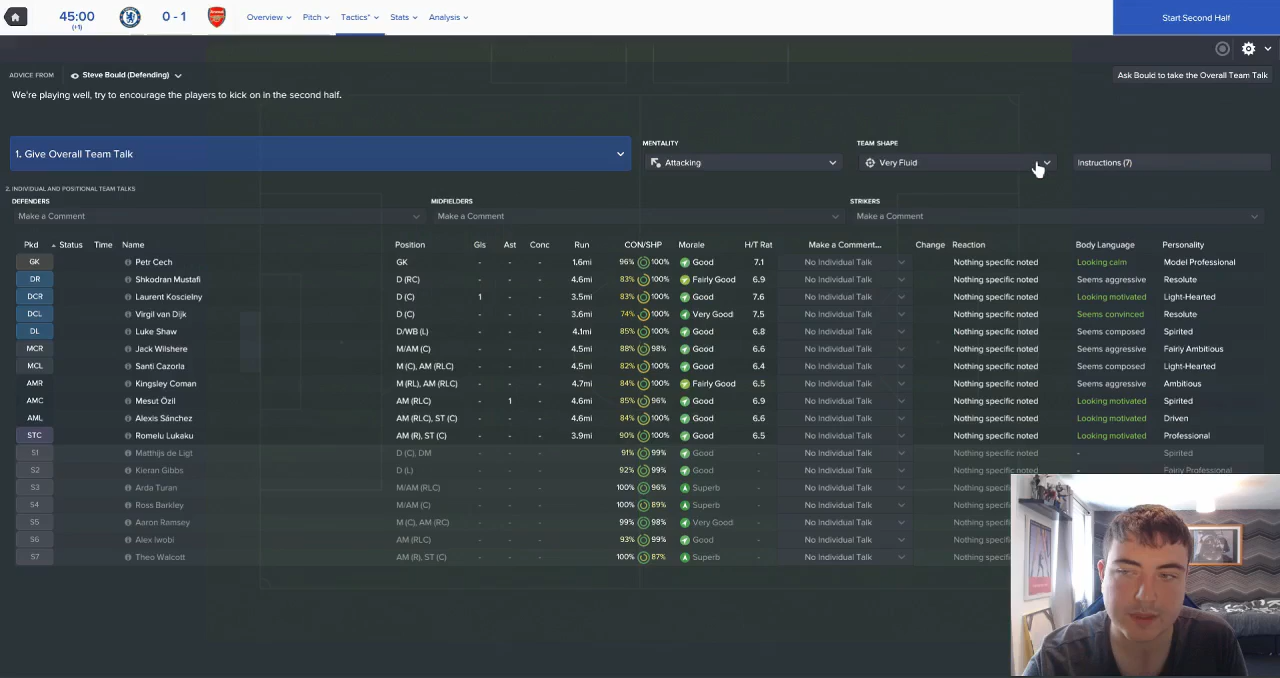 45:00 (+1) 0 - 1 Overview Pitch Tactics* Stats Analysis Start Second Half
ADVICE FROM Steve Bould (Defending) Ask Bould to take the Overall Team Talk
We're playing well, try to encourage the players to kick on in the second half.
MENTALITY TEAM SHAPE
1. Give Overall Team Talk Attacking Very Fluid Instructions (7)
2. INDIVIDUAL AND POSITIONAL TEAM TALKS
DEFENDERS MIDFIELDERS STRIKERS
Make a Comment Make a Comment Make a Comment
Pkd Status Time Name Position Gls Ast Conc Run CON/SHP Morale H/T Rat Make a Comment... Change Reaction Body Language Personality
GK Petr Cech GK - - - 1.6mi 96% 100% Good 7.1 No Individual Talk Nothing specific noted Looking calm Model Professional
DR Shkodran Mustafi D (RC) - - - 4.6mi 83% 100% Fairly Good 6.9 No Individual Talk Nothing specific noted Seems aggressive Resolute
DCR Laurent Koscielny D (C) 1 - - 3.5mi 83% 100% Good 7.6 No Individual Talk Nothing specific noted Looking motivated Light-Hearted
DCL Virgil van Dijk D (C) - - - 3.6mi 74% 100% Very Good 7.5 No Individual Talk Nothing specific noted Seems convinced Resolute
DL Luke Shaw D/WB (L) - - - 4.1mi 85% 100% Good 6.8 No Individual Talk Nothing specific noted Seems composed Spirited
MCR Jack Wilshere M/AM (C) - - - 4.5mi 88% 98% Good 6.6 No Individual Talk Nothing specific noted Seems aggressive Fairly Ambitious
MCL Santi Cazorla M (C), AM (RLC) - - - 4.5mi 82% 100% Good 6.4 No Individual Talk Nothing specific noted Seems composed Light-Hearted
AMR Kingsley Coman M (RL), AM (RLC) - - - 4.7mi 84% 100% Fairly Good 6.5 No Individual Talk Nothing specific noted Seems aggressive Ambitious
AMC Mesut Özil AM (RLC) - 1 - 4.6mi 85% 96% Good 6.9 No Individual Talk Nothing specific noted Looking motivated Spirited
AML Alexis Sánchez AM (RLC), ST (C) - - - 4.6mi 84% 100% Good 6.6 No Individual Talk Nothing specific noted Looking motivated Driven
STC Romelu Lukaku AM (R), ST (C) - - - 3.9mi 90% 100% Good 6.5 No Individual Talk Nothing specific noted Looking motivated Professional
S1 Matthijs de Ligt D (C), DM - - - 91% 99% Good - No Individual Talk Nothing specific noted - Spirited
S2 Kieran Gibbs D (L) - - - 92% 99% Good - No Individual Talk Nothing specific noted - Fairly Professional
S3 Arda Turan M/AM (RLC) - - - 100% 96% Superb - No Individual Talk Nothing specifi
S4 Ross Barkley M/AM (C) - - - 100% 89% Superb - No Individual Talk Nothing specifi
S5 Aaron Ramsey M (C), AM (RLC) - - - 99% 98% Very Good - No Individual Talk Nothing specifi
S6 Alex Iwobi AM (RLC) - - - 93% 99% Good - No Individual Talk Nothing specifi
S7 Theo Walcott AM (R), ST (C) - - - 100% 87% Superb - No Individual Talk Nothing specifi